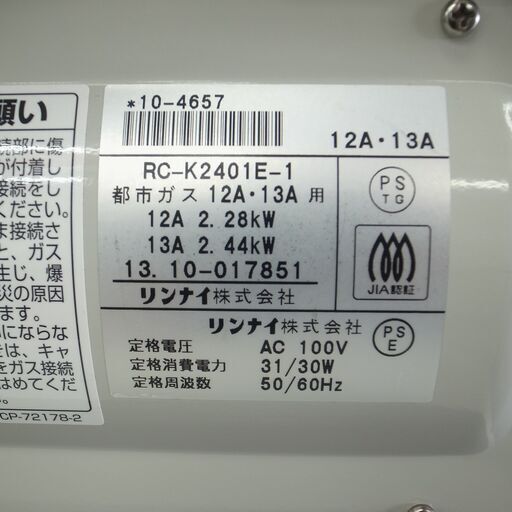 願い
続部に傷
が付着し
接続をし
ください。
ま接続さ
と、ガス
生じ、爆
炎の原因
にならな
きは、キャ
をガス接続
はめてくだ
CP-72178-2
*10-4657
12A・13A
RC-K2401E-1
都市ガス 12A・13A 用
12A 2.28kW
13A 2.44kW
13.10-017851
リンナイ株式会社
PS
TG
JIA認証
リンナイ株式会社
定格電圧 AC 100V
定格消費電力 31/30W
定格周波数 50/60Hz
PS
E